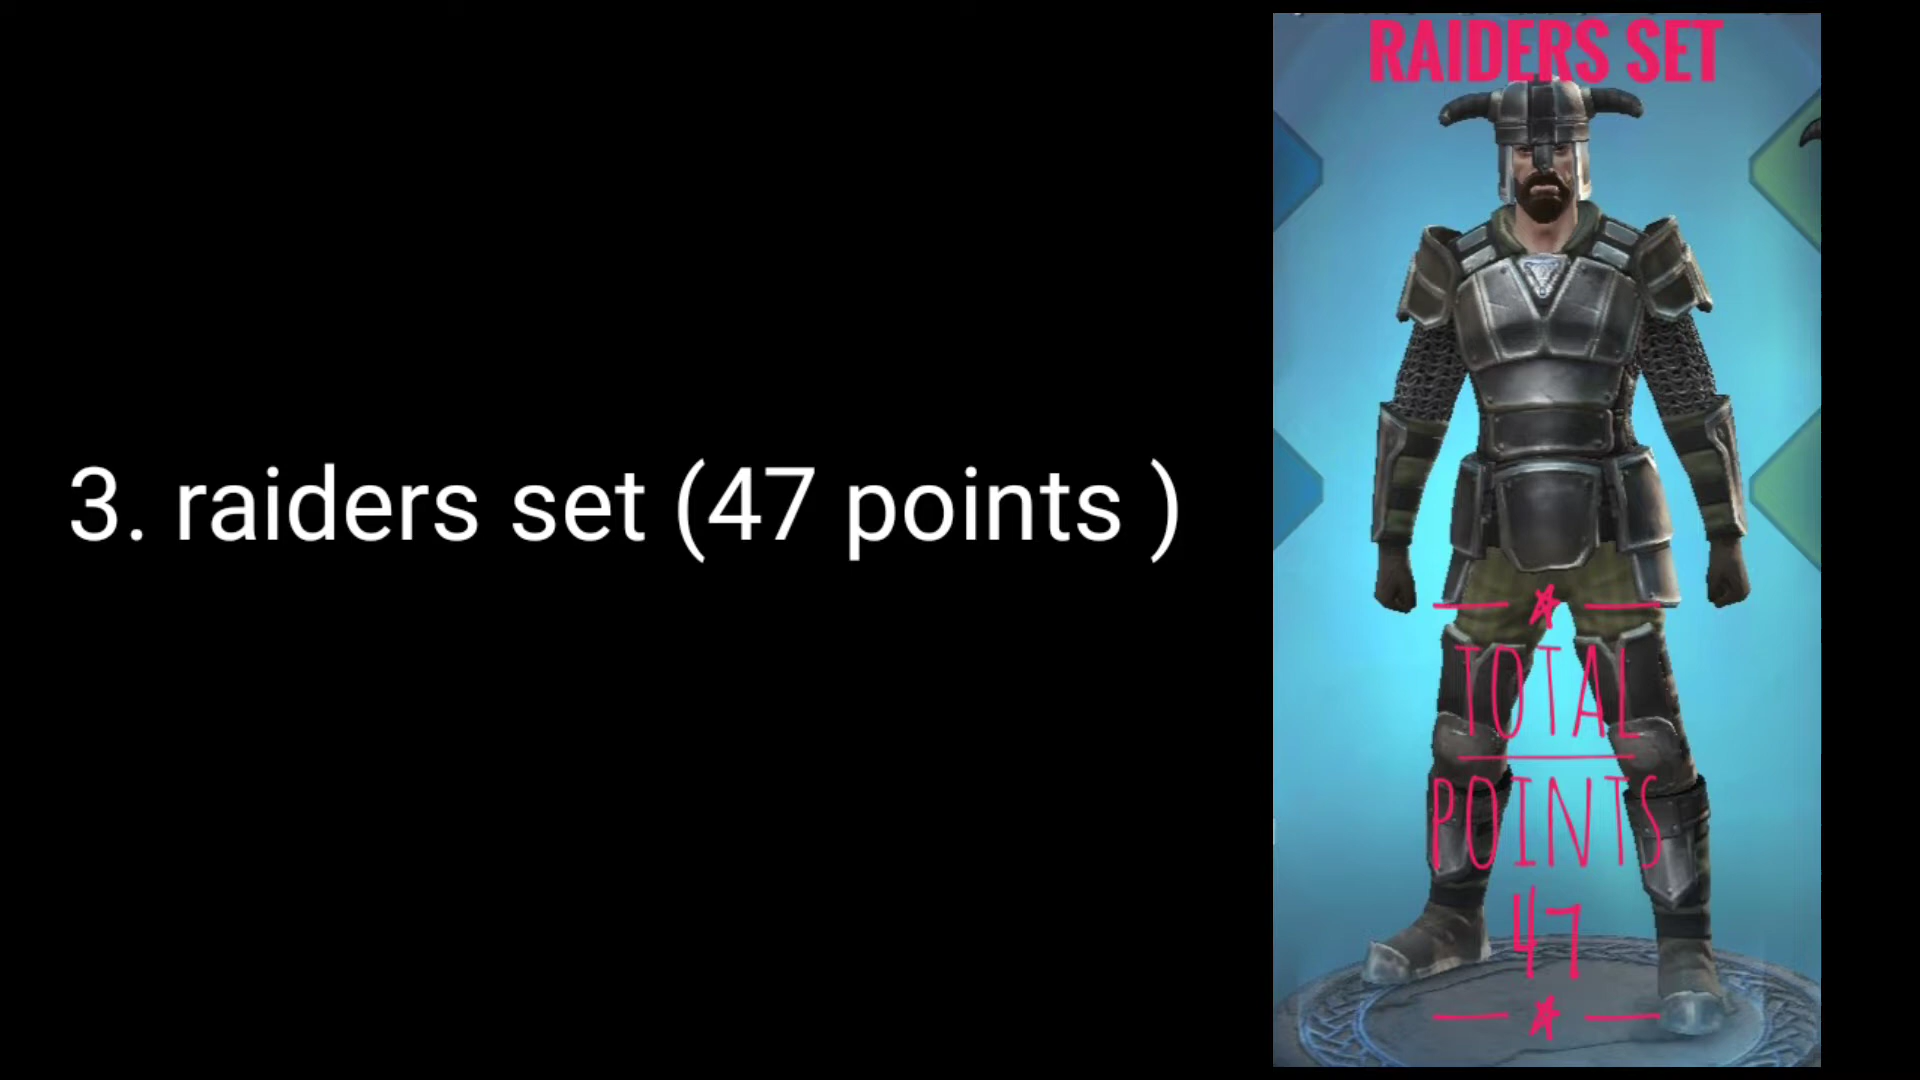 3. raiders set (47 points )
RAIDERS SET
TOTAL
POINTS
47